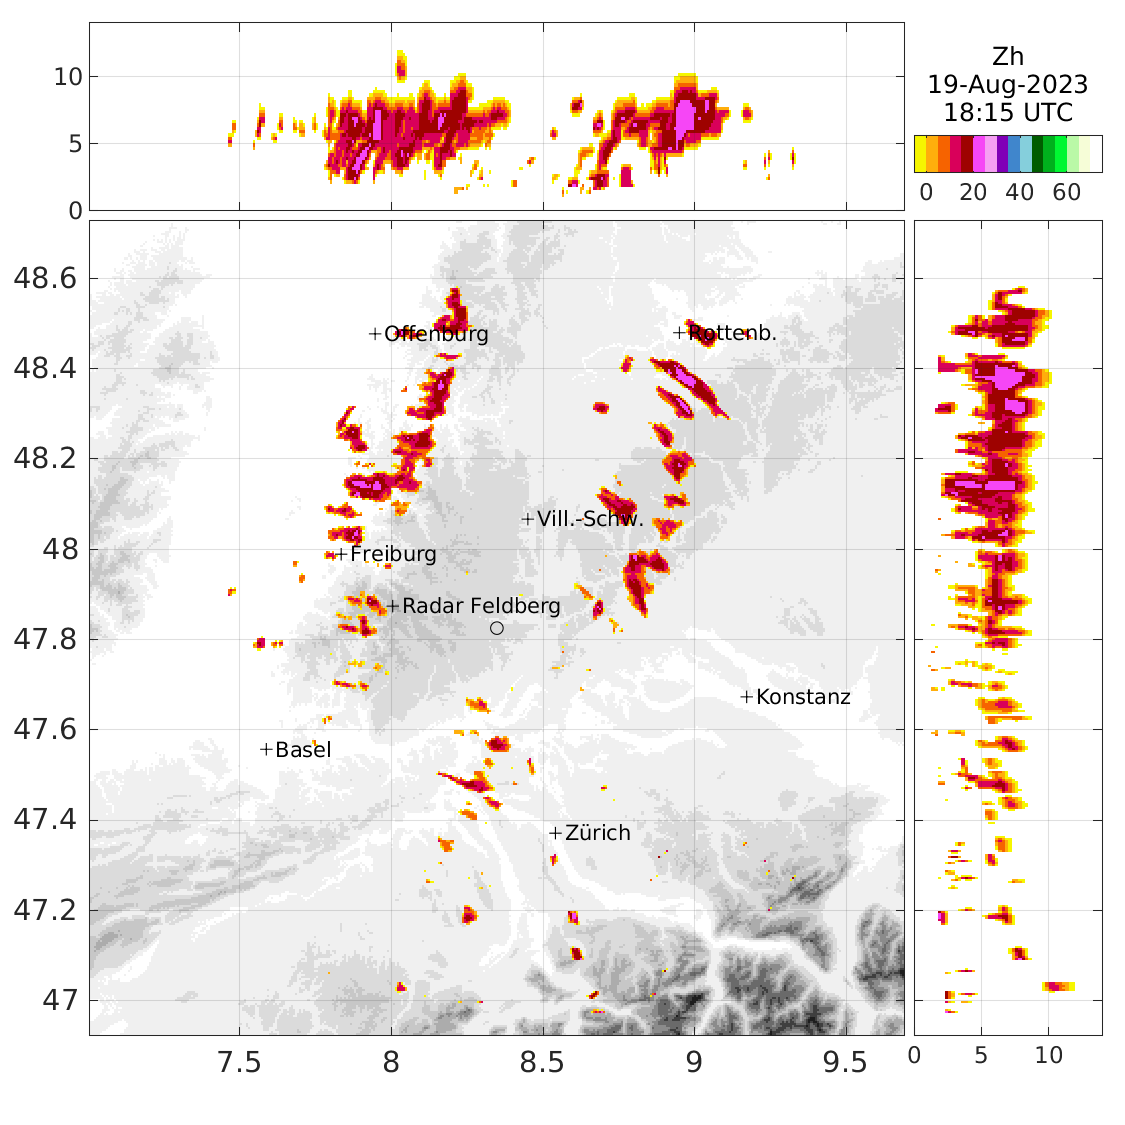 10
5
0
Zh
19-Aug-2023
18:15 UTC
0 20 40 60
48.6
48.4
48.2
48
47.8
47.6
47.4
47.2
47
+Offenburg
+Rottenb.
+Vill.-Schw.
+Freiburg
+Radar Feldberg
+Konstanz
+Basel
+Zürich
7.5 8 8.5 9 9.5
0 5 10